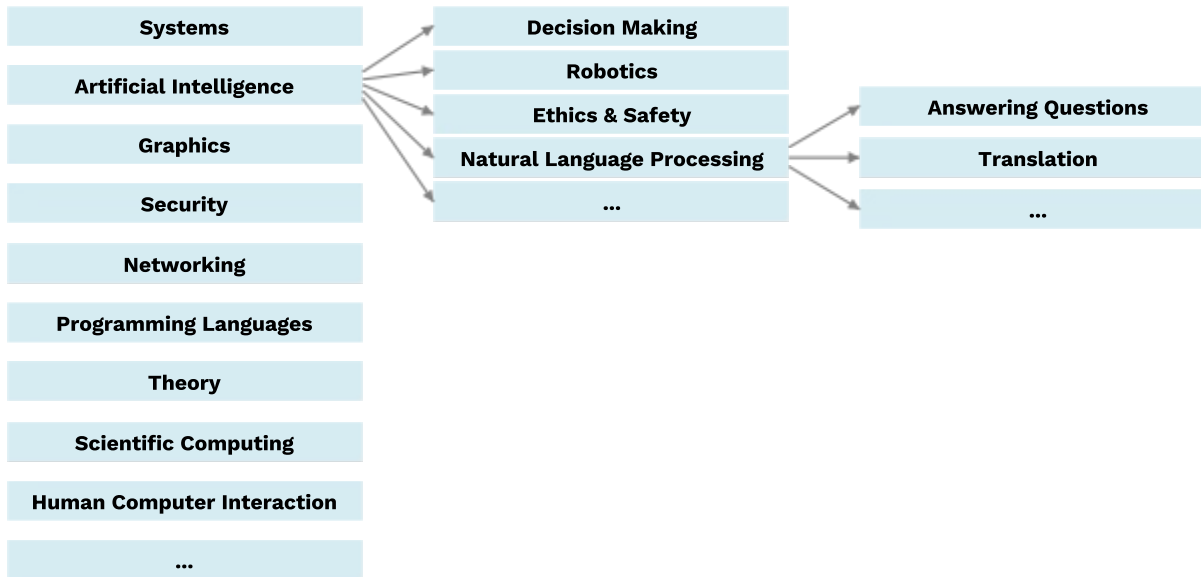 Systems
Artificial Intelligence
Graphics
Security
Networking
Programming Languages
Theory
Scientific Computing
Human Computer Interaction
...
Decision Making
Robotics
Ethics & Safety
Natural Language Processing
...
Answering Questions
Translation
...